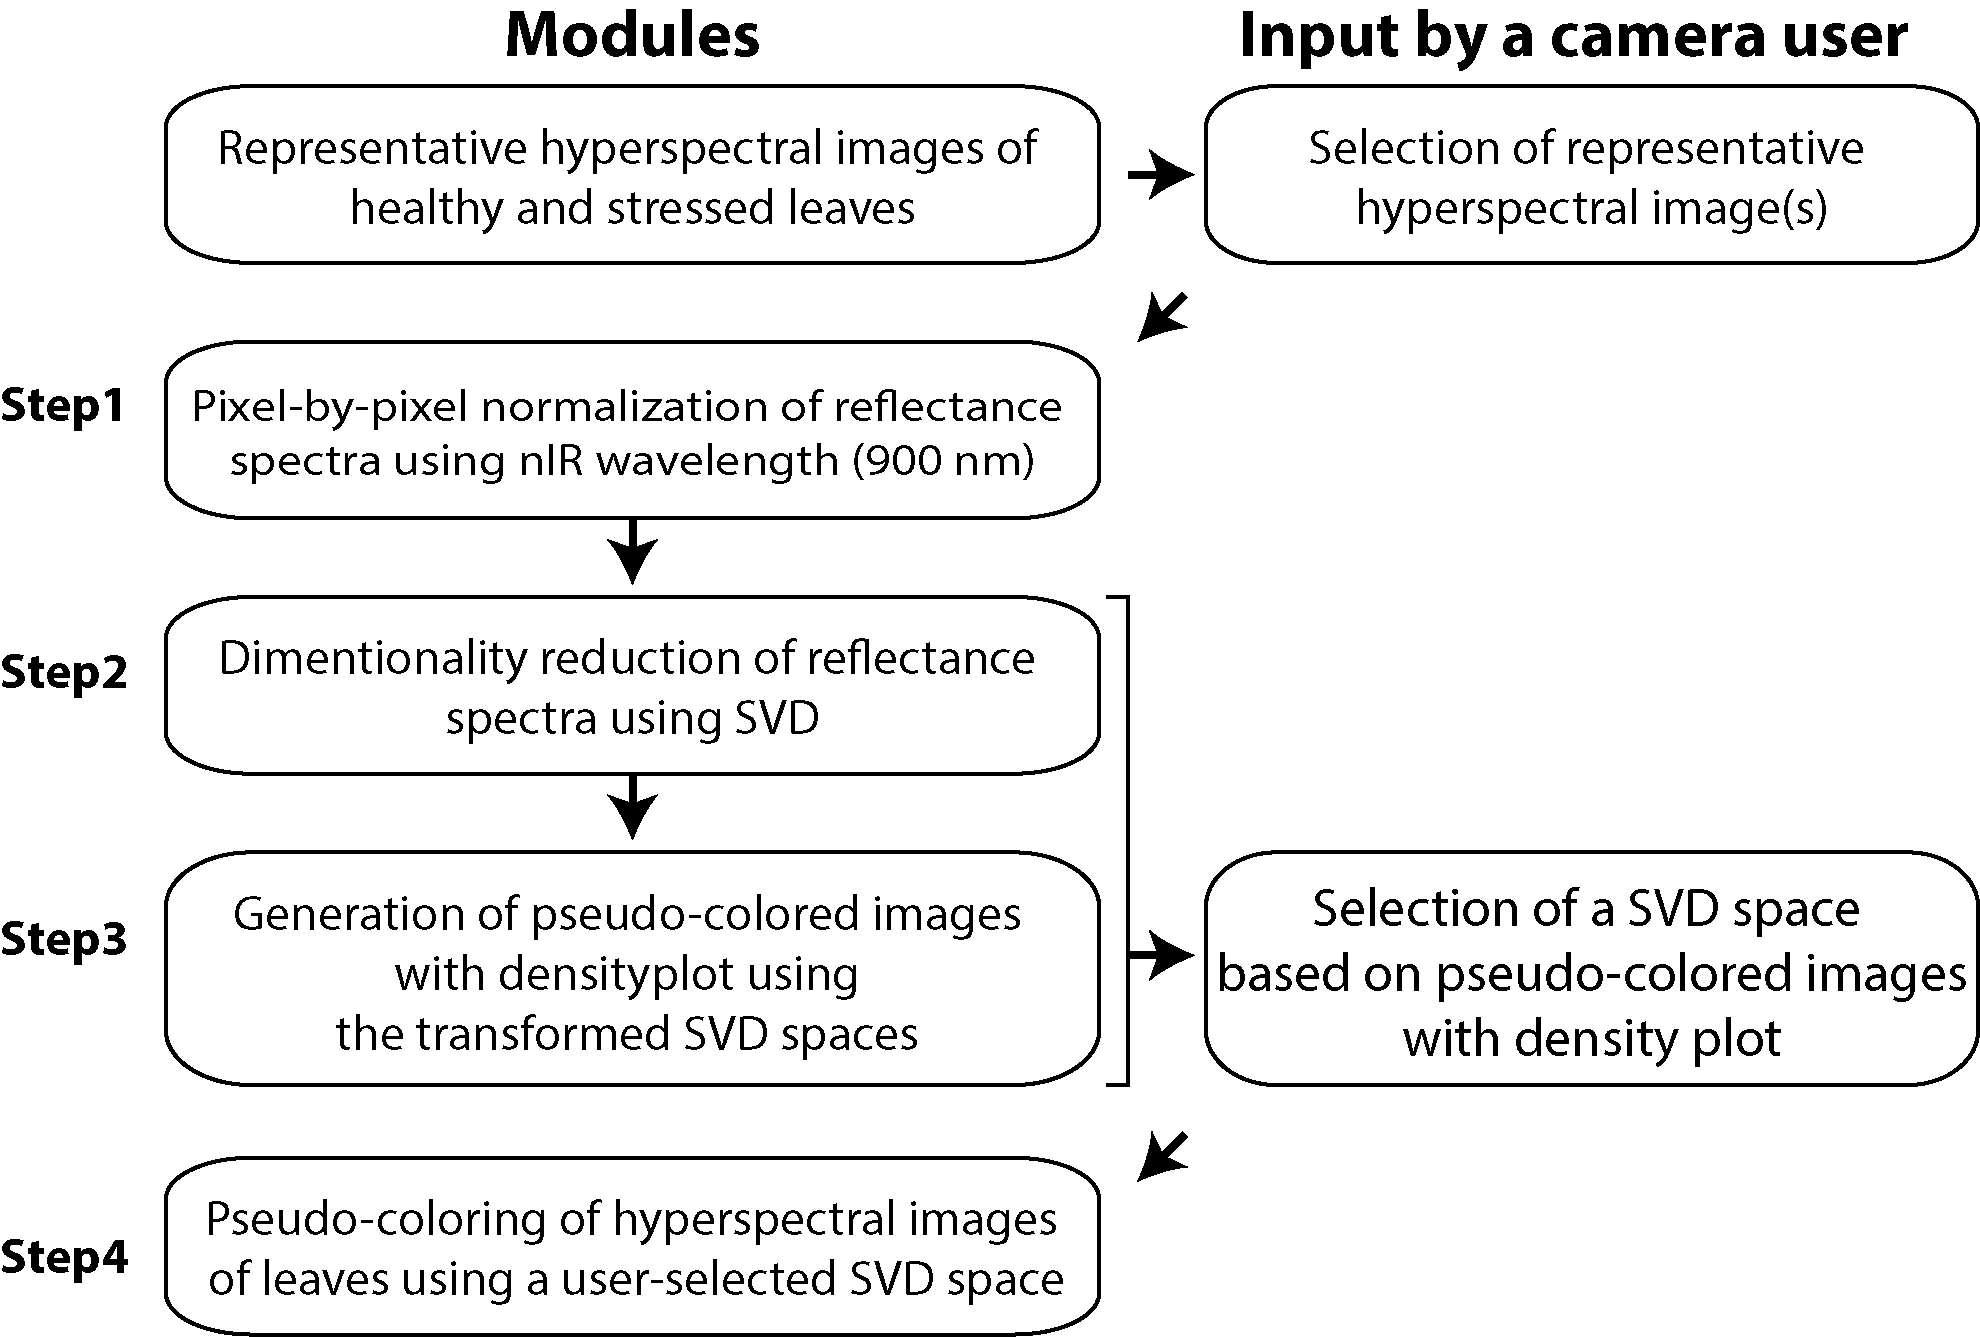 Modules
Input by a camera user
Representative hyperspectral images of
healthy and stressed leaves
Selection of representative
hyperspectral image(s)
Step1
Pixel-by-pixel normalization of reflectance
spectra using nIR wavelength (900 nm)
Step2
Dimentionality reduction of reflectance
spectra using SVD
Step3
Generation of pseudo-colored images
with densityplot using
the transformed SVD spaces
Selection of a SVD space
based on pseudo-colored images
with density plot
Step4
Pseudo-coloring of hyperspectral images
of leaves using a user-selected SVD space